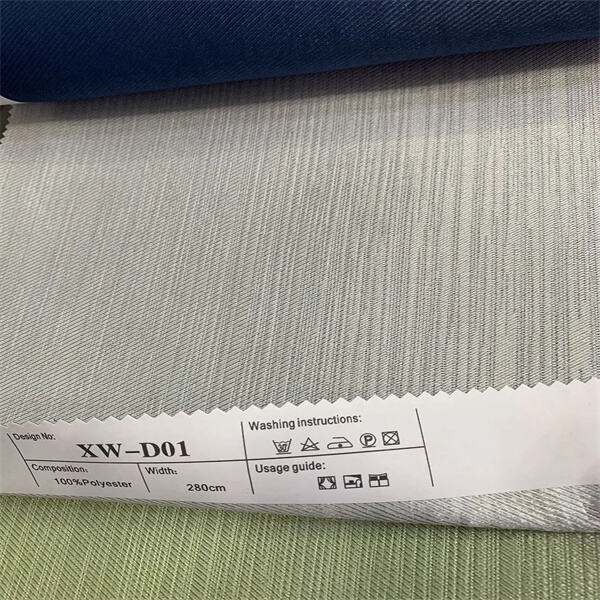 Design No:
XW-D01
Composition:
100%Polyester
Width:
280cm
Washing instructions:
P
Usage guide: